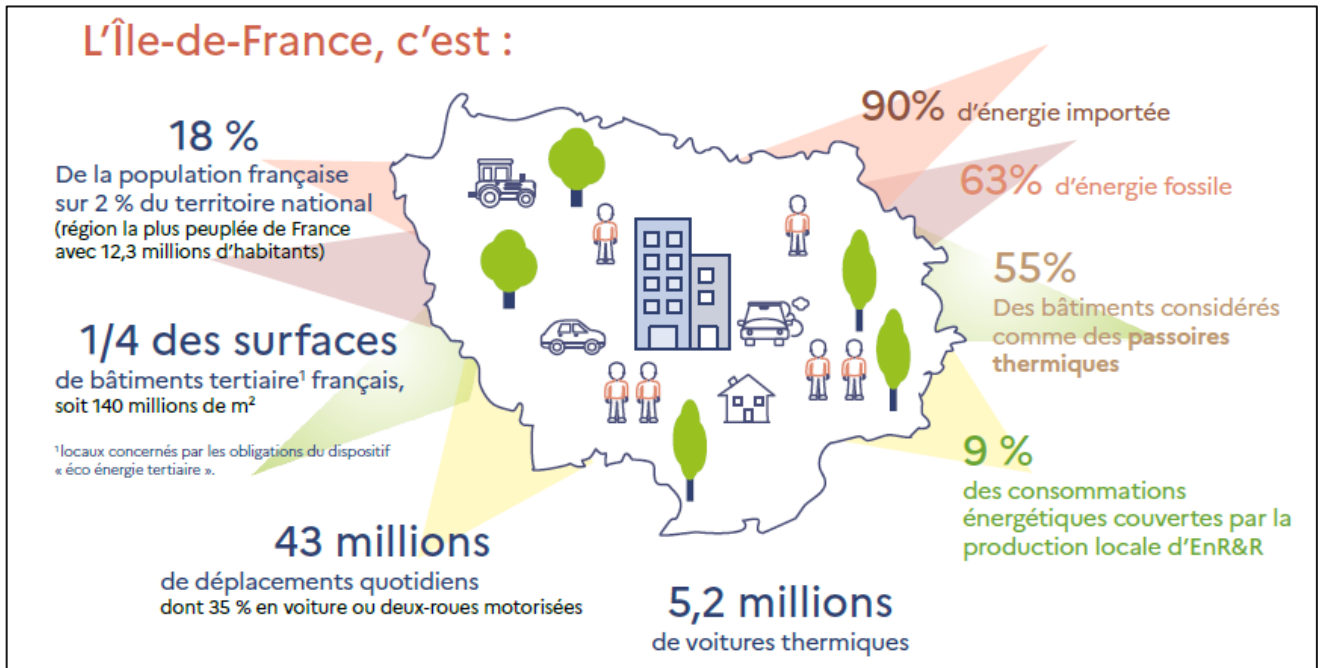 L'Île-de-France, c'est :
18 %
De la population française
sur 2 % du territoire national
(région la plus peuplée de France
avec 12,3 millions d'habitants)
1/4 des surfaces
de bâtiments tertiaire¹ français,
soit 140 millions de m²
¹locaux concernés par les obligations du dispositif
« éco énergie tertiaire ».
43 millions
de déplacements quotidiens
dont 35 % en voiture ou deux-roues motorisées
5,2 millions
de voitures thermiques
90% d'énergie importée
63% d'énergie fossile
55%
Des bâtiments considérés
comme des passoires
thermiques
9 %
des consommations
énergétiques couvertes par la
production locale d'EnR&R